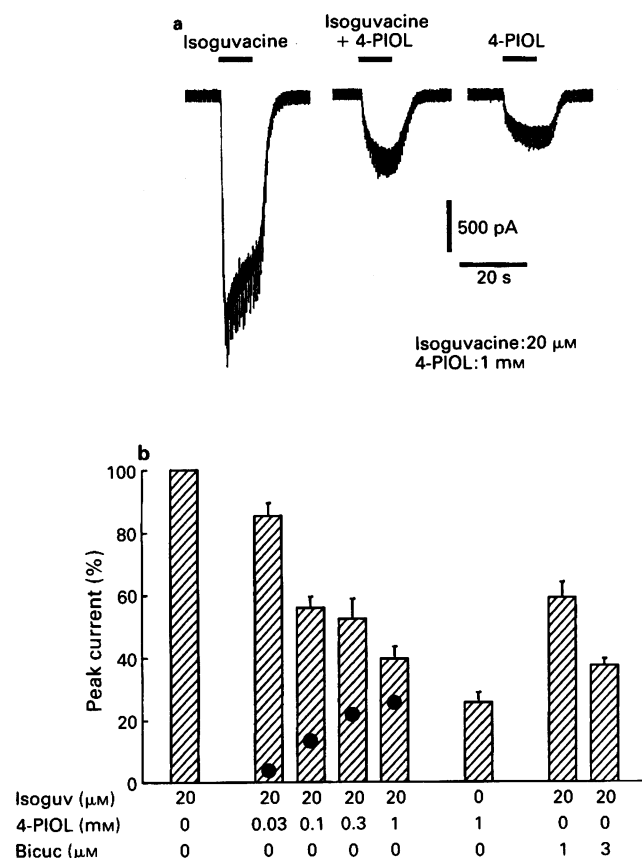 a
Isoguvacine
Isoguvacine
+ 4-PIOL
4-PIOL
500 pA
20 s
Isoguvacine:20 μM
4-PIOL:1 mM
b
Peak current (%)
100
80
60
40
20
0
Isoguv (μM) 20 20 20 20 20 0 20 20
4-PIOL (mM) 0 0.03 0.1 0.3 1 1 0 0
Bicuc (μM 0 0 0 0 0 0 1 3